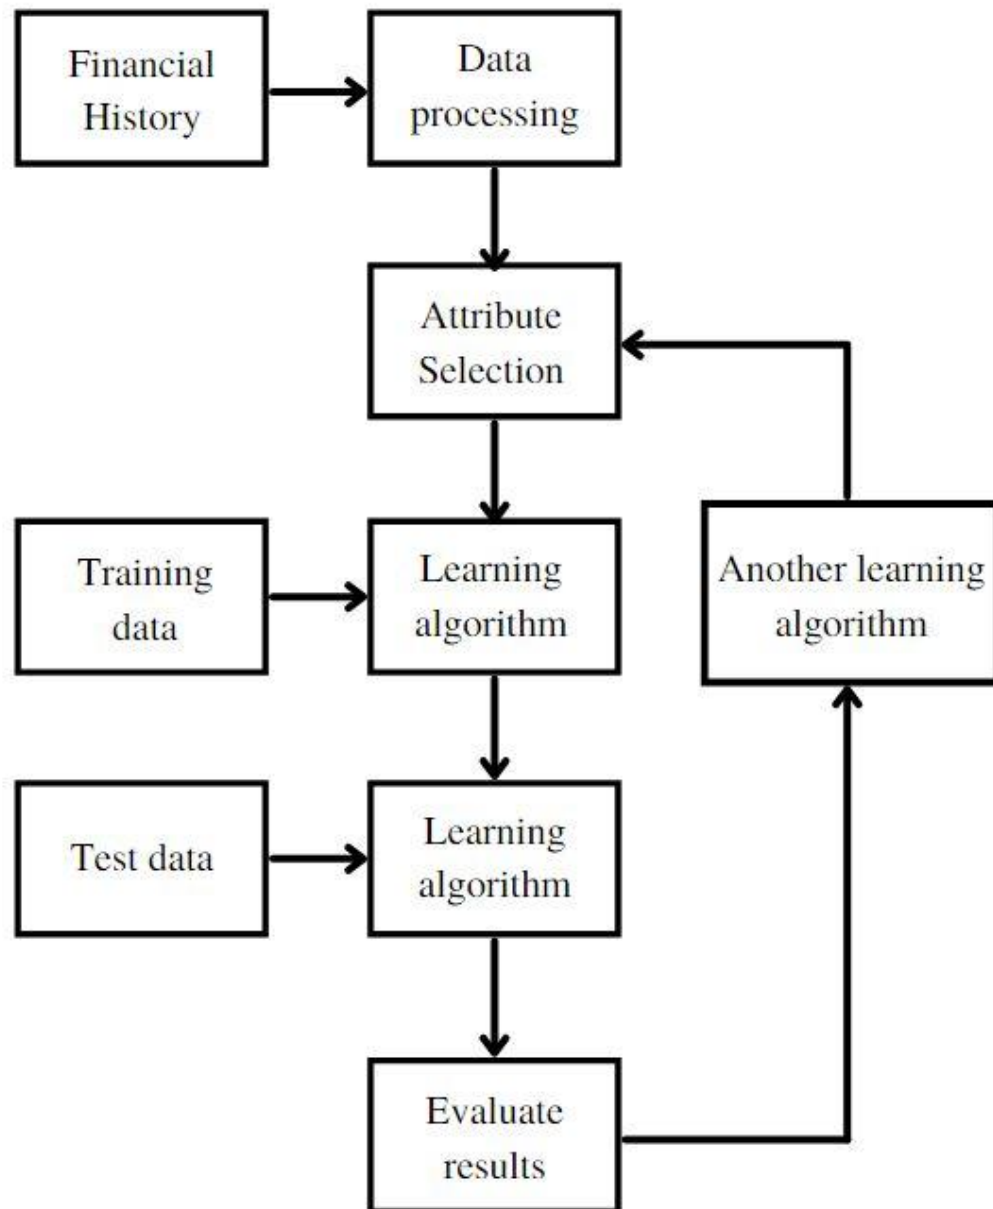 Financial
History
Data
processing
Attribute
Selection
Training
data
Learning
algorithm
Another learning
algorithm
Test data
Learning
algorithm
Evaluate
results